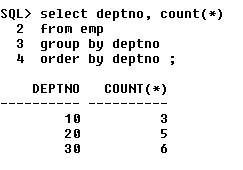 SQL> select deptno, count(*)
  2  from emp
  3  group by deptno
  4  order by deptno ;
    DEPTNO   COUNT(*)
---------- ----------
        10          3
        20          5
        30          6